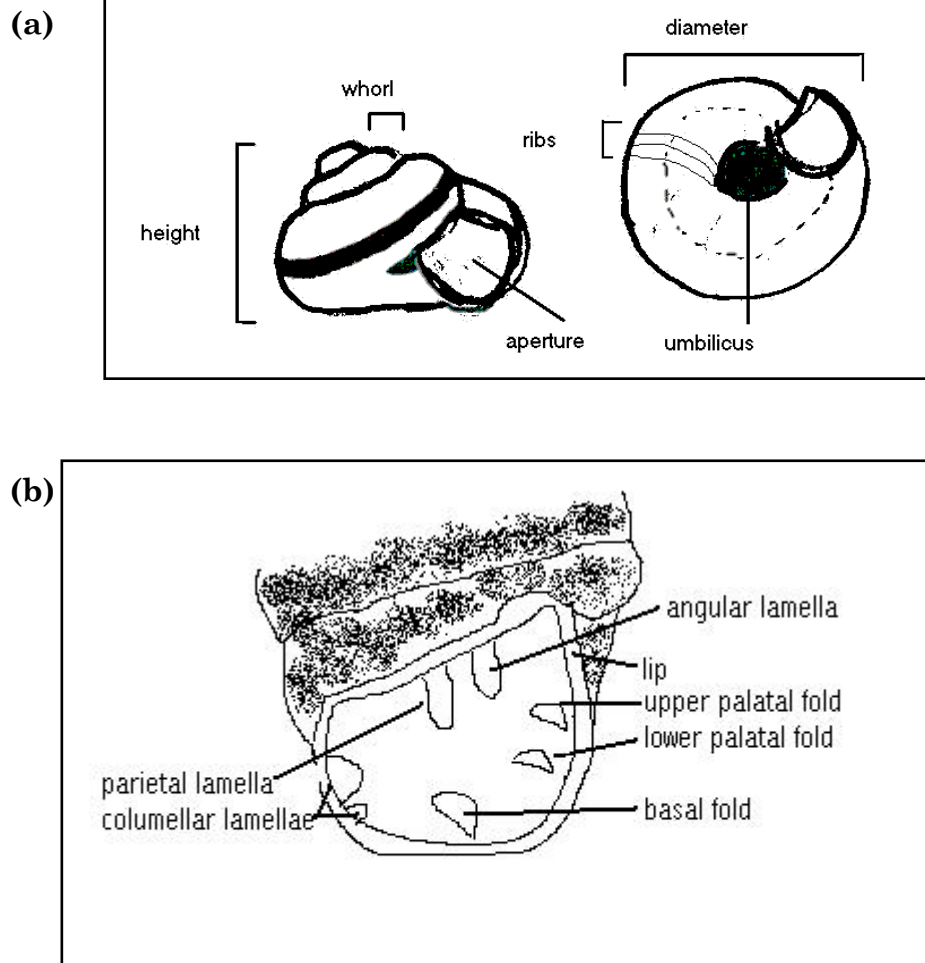 (a)
diameter
whorl
ribs
height
aperture
umbilicus
(b)
angular lamella
lip
upper palatal fold
lower palatal fold
parietal lamella
columellar lamellae
basal fold